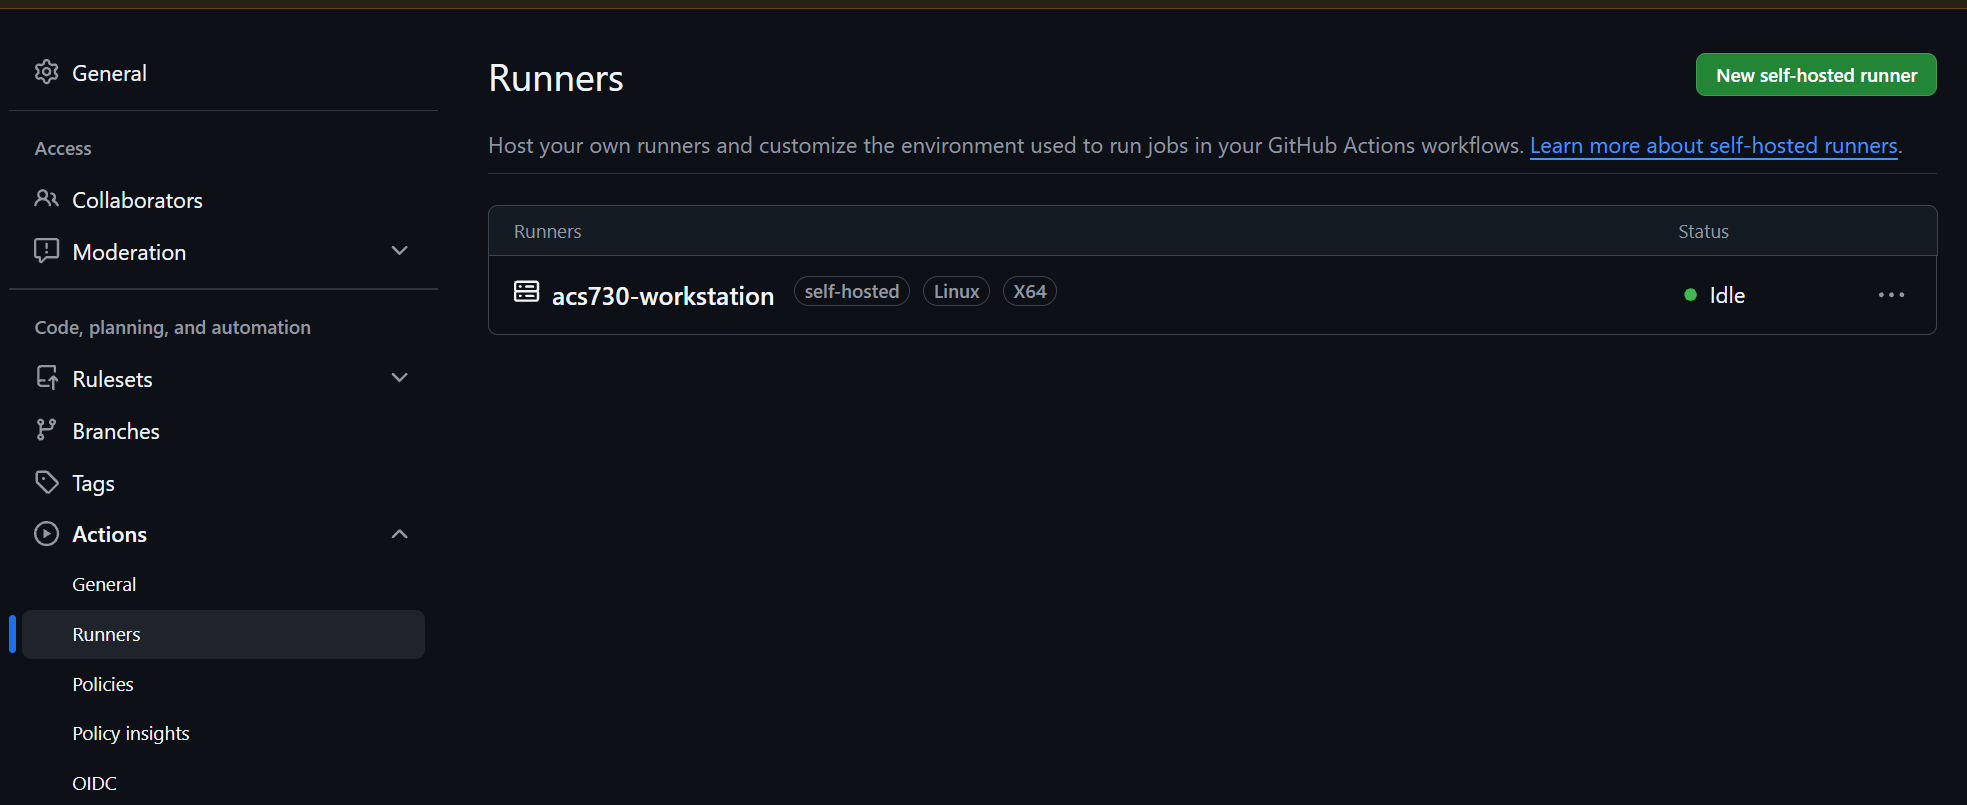 General
Access
Collaborators
Moderation
Code, planning, and automation
Rulesets
Branches
Tags
Actions
General
Runners
Policies
Policy insights
OIDC
Runners
New self-hosted runner
Host your own runners and customize the environment used to run jobs in your GitHub Actions workflows. Learn more about self-hosted runners.
Runners Status
acs730-workstation self-hosted Linux X64 Idle